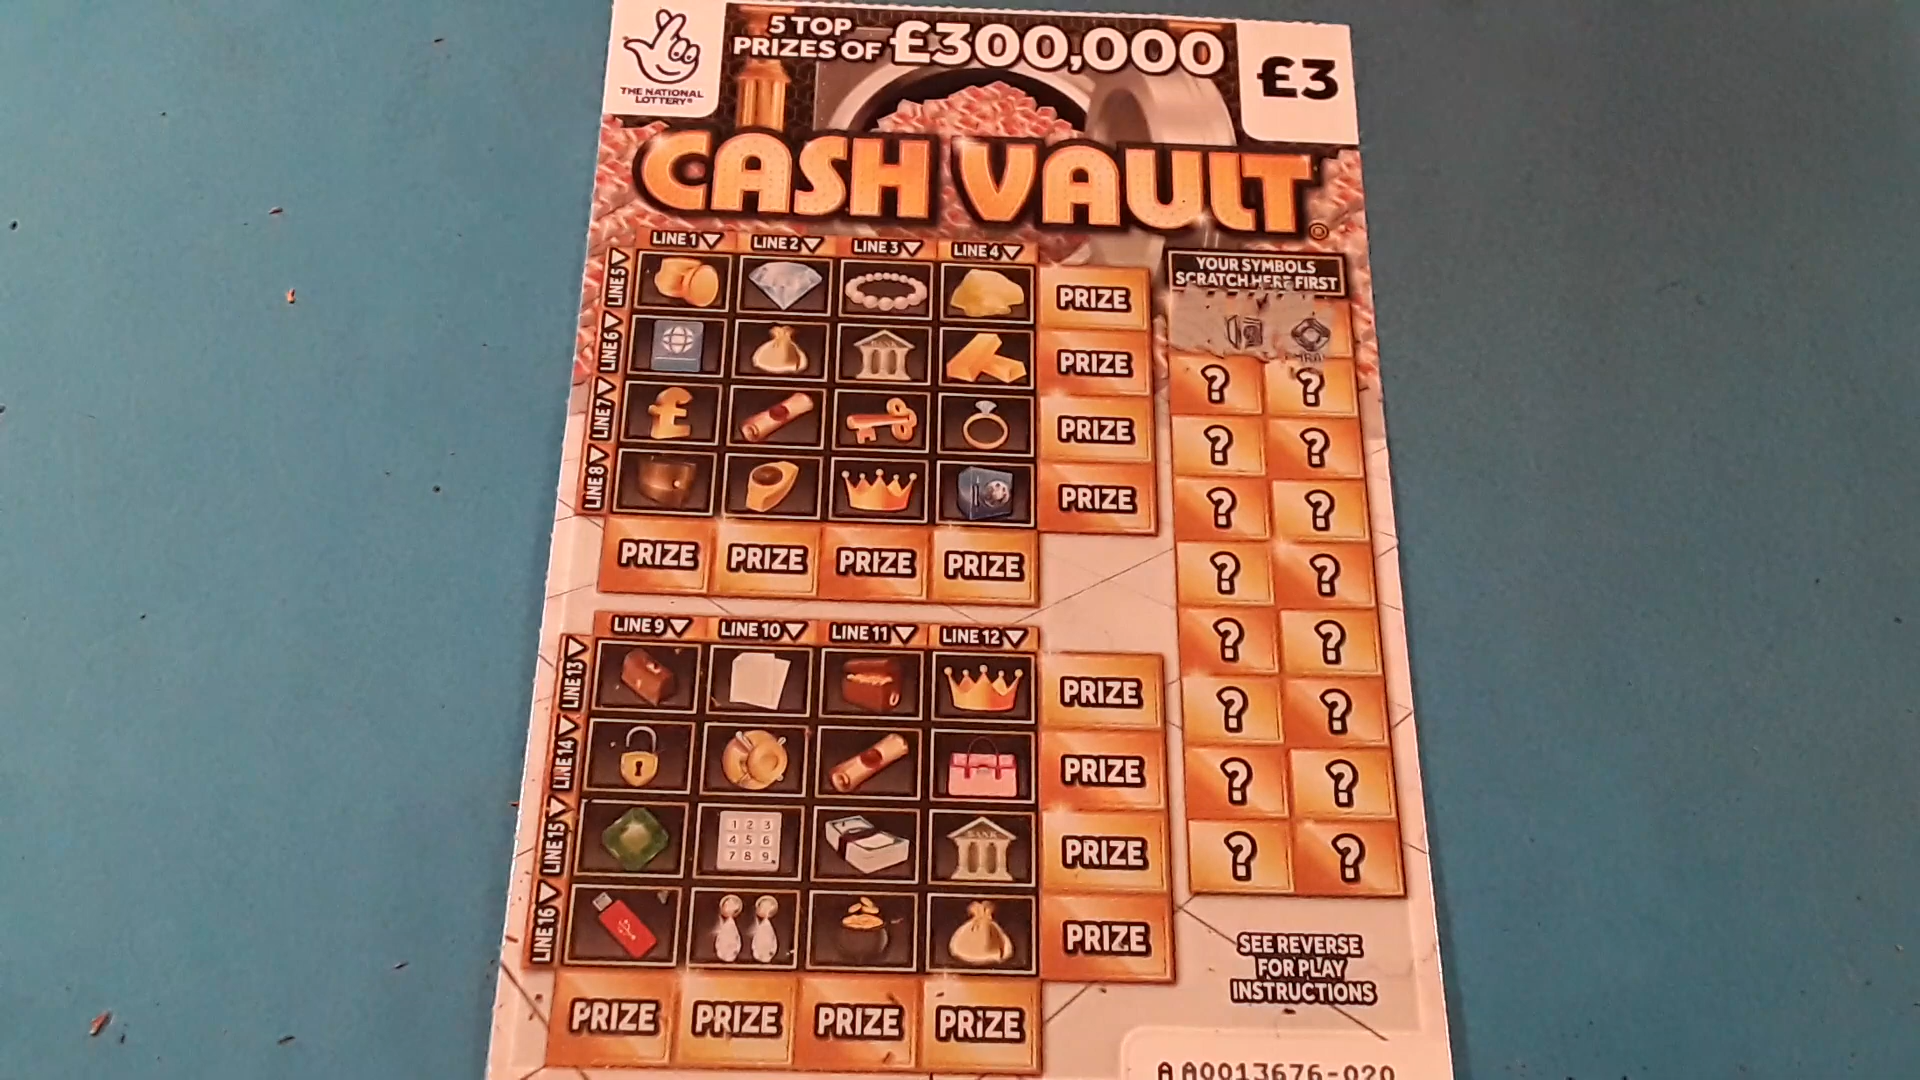 5 TOP
PRIZES OF £300,000
£3
THE NATIONAL
LOTTERY®
CASH VAULT®
LINE 1 LINE 2 LINE 3 LINE 4
YOUR SYMBOLS
SCRATCH HERE FIRST
LINE 5
PRIZE
LINE 6
BANK
PRIZE
? ?
LINE 7
£
PRIZE
? ?
LINE 8
PRIZE
? ?
PRIZE PRIZE PRIZE PRIZE
? ?
LINE 9 LINE 10 LINE 11 LINE 12
? ?
LINE 13
PRIZE
? ?
LINE 14
PRIZE
? ?
LINE 15
1 2 3
4 5 6
7 8 9
BANK
PRIZE
? ?
LINE 16
PRIZE
SEE REVERSE
FOR PLAY
INSTRUCTIONS
PRIZE PRIZE PRIZE PRIZE
AA0013676-020